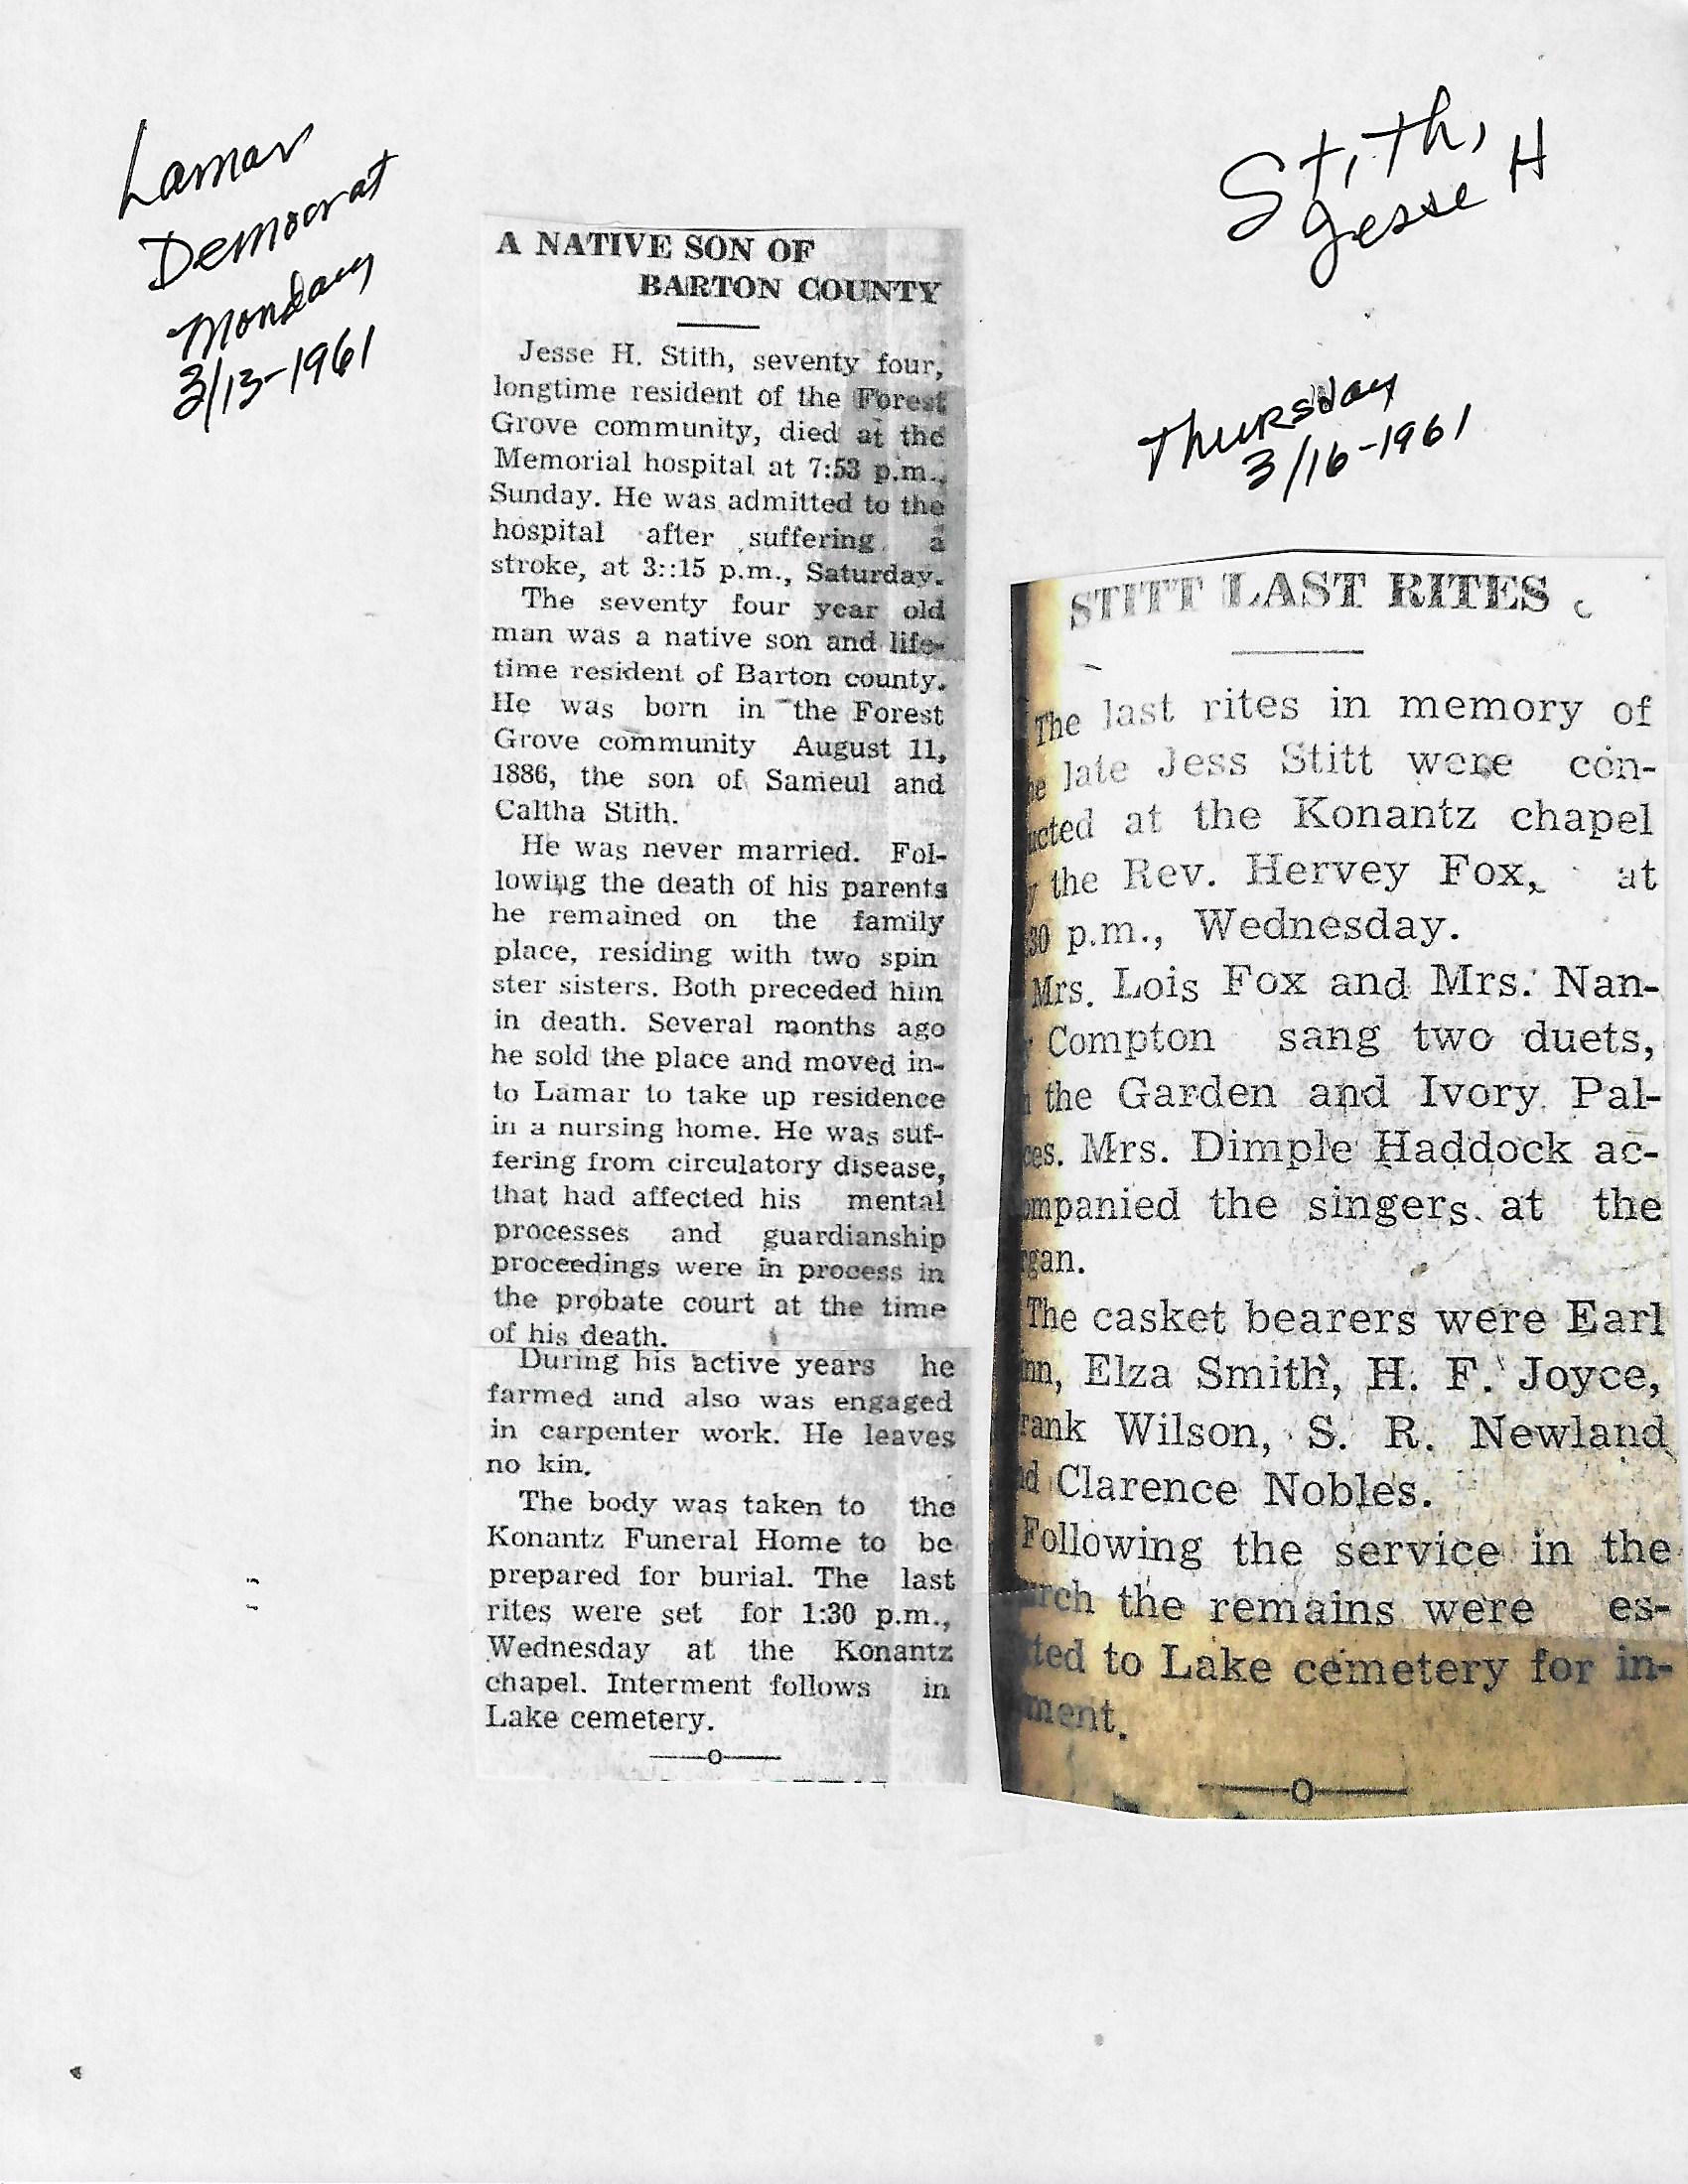 Lamar
Democrat
Monday
3/13-1961
Stith,
Jesse H
Thursday
3/16-1961
A NATIVE SON OF
BARTON COUNTY
Jesse H. Stith, seventy four,
longtime resident of the Forest
Grove community, died at the
Memorial hospital at 7:53 p.m.,
Sunday. He was admitted to the
hospital after suffering a
stroke, at 3::15 p.m., Saturday.
The seventy four year old
man was a native son and life-
time resident of Barton county.
He was born in the Forest
Grove community August 11,
1886, the son of Sameul and
Caltha Stith.
He was never married. Fol-
lowing the death of his parents
he remained on the family
place, residing with two spin
ster sisters. Both preceded him
in death. Several months ago
he sold the place and moved in-
to Lamar to take up residence
in a nursing home. He was suf-
fering from circulatory disease,
that had affected his mental
processes and guardianship
proceedings were in process in
the probate court at the time
of his death.
During his active years he
farmed and also was engaged
in carpenter work. He leaves
no kin.
The body was taken to the
Konantz Funeral Home to be
prepared for burial. The last
rites were set for 1:30 p.m.,
Wednesday at the Konantz
chapel. Interment follows in
Lake cemetery.
STITT LAST RITES
The last rites in memory of
he late Jess Stitt were con-
ucted at the Konantz chapel
y the Rev. Hervey Fox, at
30 p.m., Wednesday.
Mrs. Lois Fox and Mrs. Nan-
Compton sang two duets,
the Garden and Ivory Pal-
ces. Mrs. Dimple Haddock ac-
ompanied the singers at the
rgan.
The casket bearers were Earl
nn, Elza Smith, H. F. Joyce,
rank Wilson, S. R. Newland
d Clarence Nobles.
Following the service in the
urch the remains were es-
ted to Lake cemetery for in-
ment.